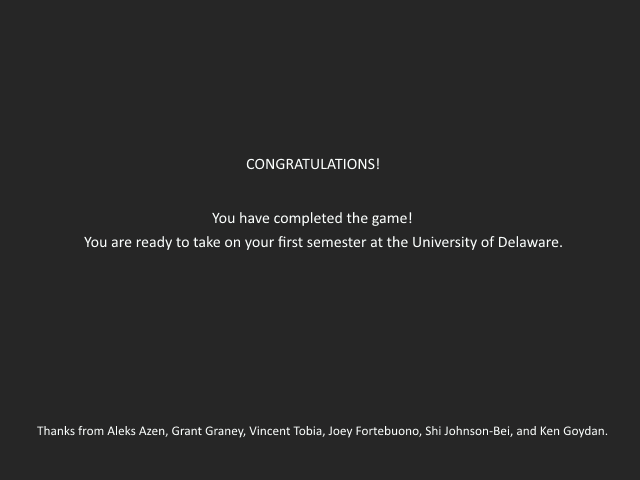 CONGRATULATIONS!
You have completed the game!
You are ready to take on your first semester at the University of Delaware.
Thanks from Aleks Azen, Grant Graney, Vincent Tobia, Joey Fortebuono, Shi Johnson-Bei, and Ken Goydan.